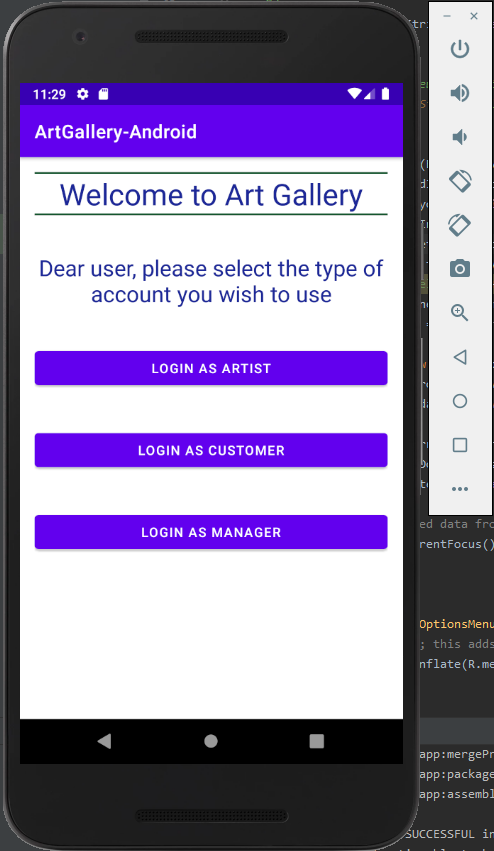 11:29
ArtGallery-Android
Welcome to Art Gallery
Dear user, please select the type of
account you wish to use
LOGIN AS ARTIST
LOGIN AS CUSTOMER
LOGIN AS MANAGER
ed data fro
rentFocus()
OptionsMenu
; this adds
nflate(R.me
app:mergePr
app:package
app:assembl
SUCCESSFUL in